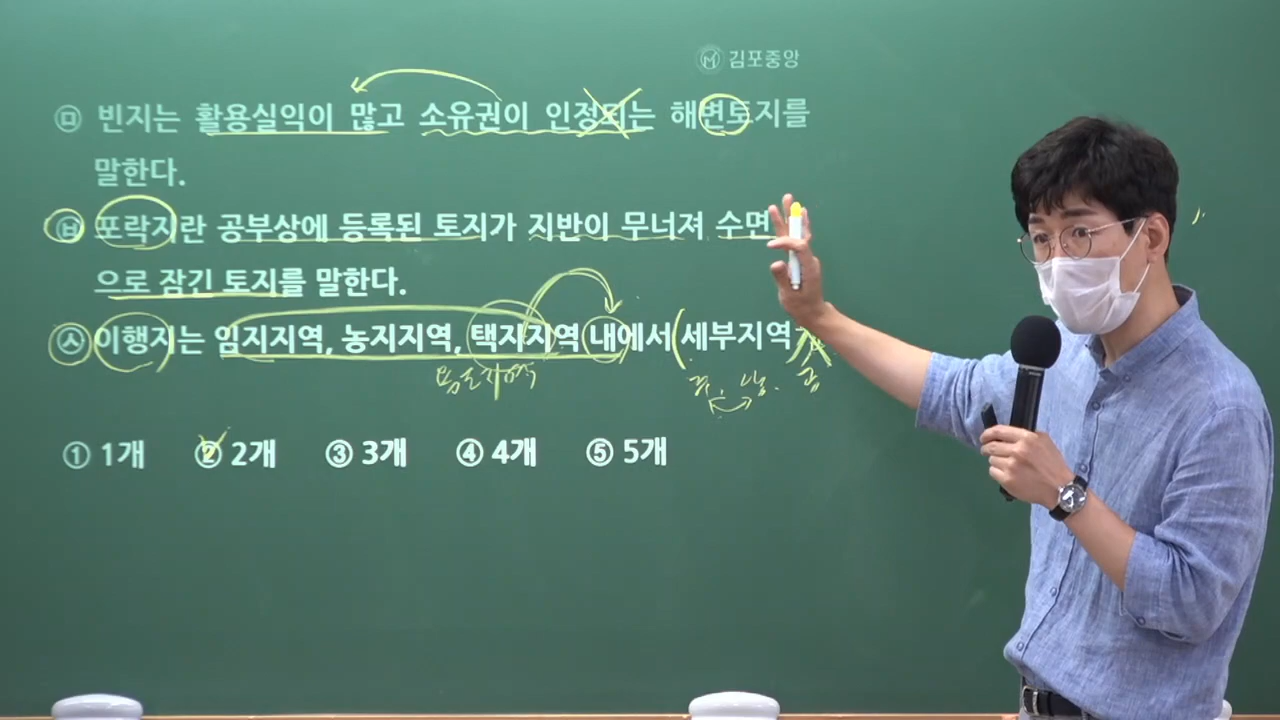 김포중앙
㉤ 빈지는 활용실익이 많고 소유권이 인정되는 해변토지를
말한다.
㉥ 포락지란 공부상에 등록된 토지가 지반이 무너져 수면
으로 잠긴 토지를 말한다.
㉦ 이행지는 임지지역, 농지지역, 택지지역 내에서 세부지역
① 1개 ② 2개 ③ 3개 ④ 4개 ⑤ 5개